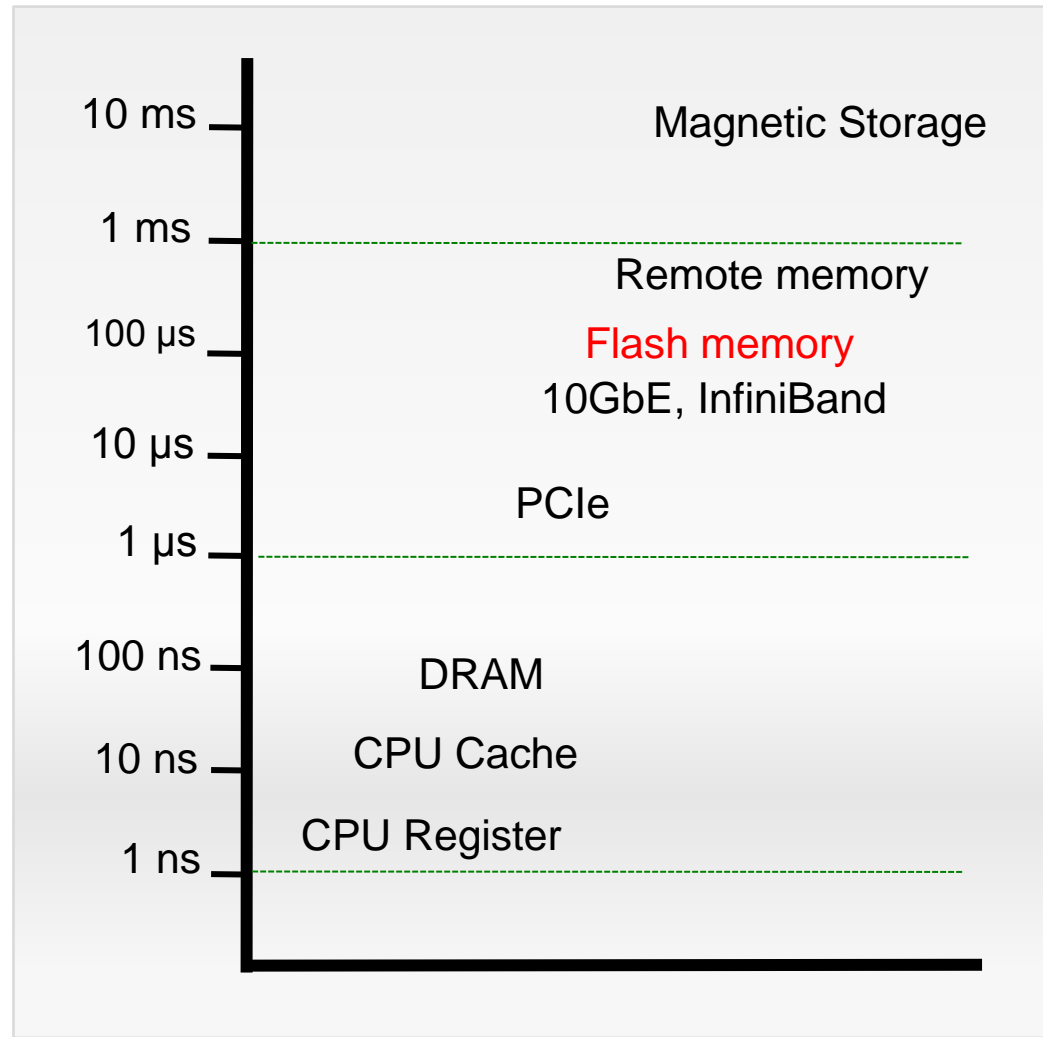 10 ms
Magnetic Storage
1 ms
Remote memory
100 µs
Flash memory
10GbE, InfiniBand
10 µs
PCIe
1 µs
100 ns
DRAM
10 ns
CPU Cache
CPU Register
1 ns